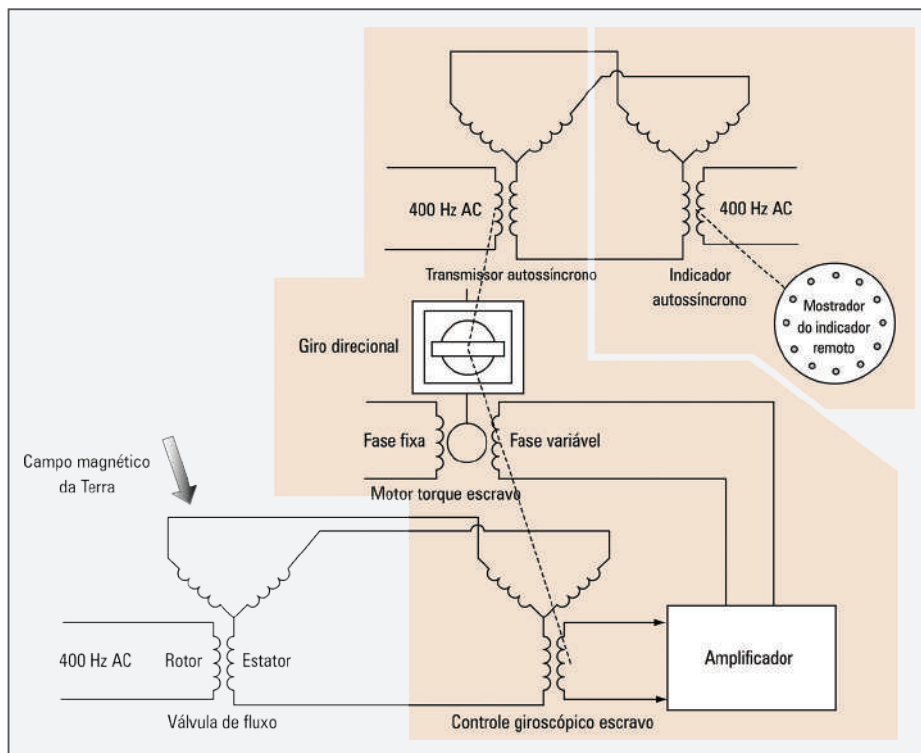 400 Hz AC
400 Hz AC
Transmissor autossíncrono
Indicador
autossíncrono
Mostrador
do indicador
remoto
Giro direcional
Fase fixa
Fase variável
Motor torque escravo
Campo magnético
da Terra
400 Hz AC
Rotor
Estator
Amplificador
Válvula de fluxo
Controle giroscópico escravo